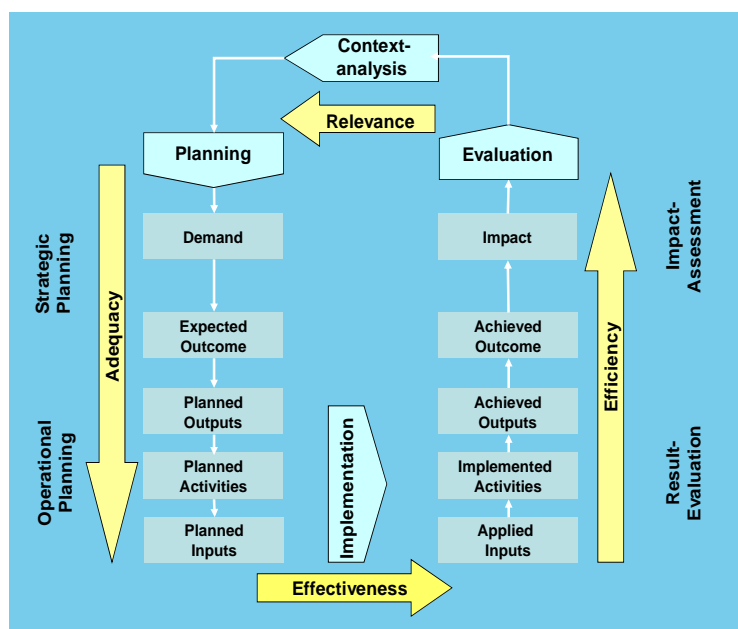 Context-
analysis
Relevance
Planning
Evaluation
Strategic
Planning
Adequacy
Operational
Planning
Demand
Expected
Outcome
Planned
Outputs
Planned
Activities
Planned
Inputs
Implementation
Effectiveness
Impact
Achieved
Outcome
Achieved
Outputs
Implemented
Activities
Applied
Inputs
Efficiency
Impact-
Assessment
Result-
Evaluation